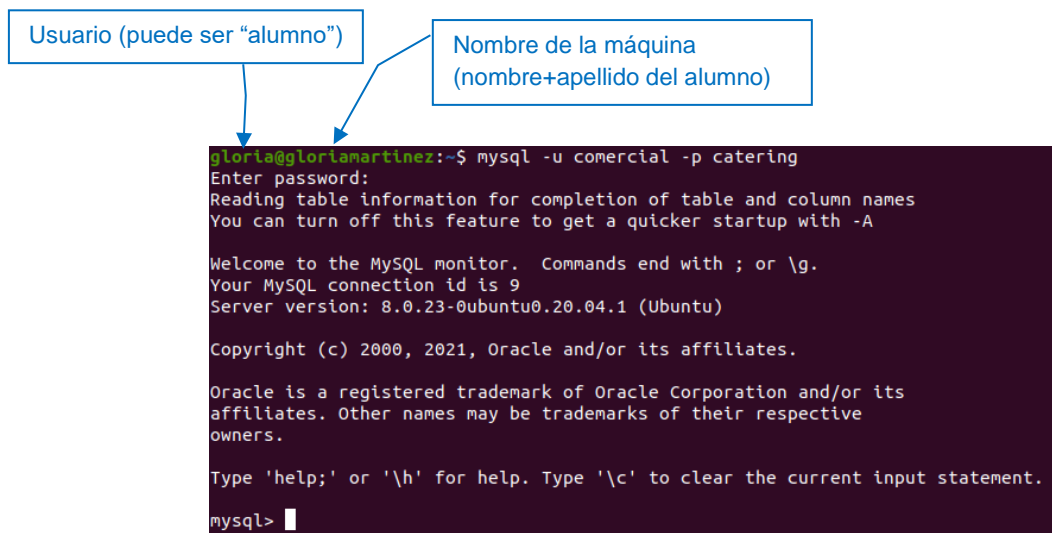 Usuario (puede ser “alumno”)
Nombre de la máquina
(nombre+apellido del alumno)
gloria@gloriamartinez:~$ mysql -u comercial -p catering
Enter password:
Reading table information for completion of table and column names
You can turn off this feature to get a quicker startup with -A
Welcome to the MySQL monitor.  Commands end with ; or \g.
Your MySQL connection id is 9
Server version: 8.0.23-0ubuntu0.20.04.1 (Ubuntu)
Copyright (c) 2000, 2021, Oracle and/or its affiliates.
Oracle is a registered trademark of Oracle Corporation and/or its
affiliates. Other names may be trademarks of their respective
owners.
Type 'help;' or '\h' for help. Type '\c' to clear the current input statement.
mysql>